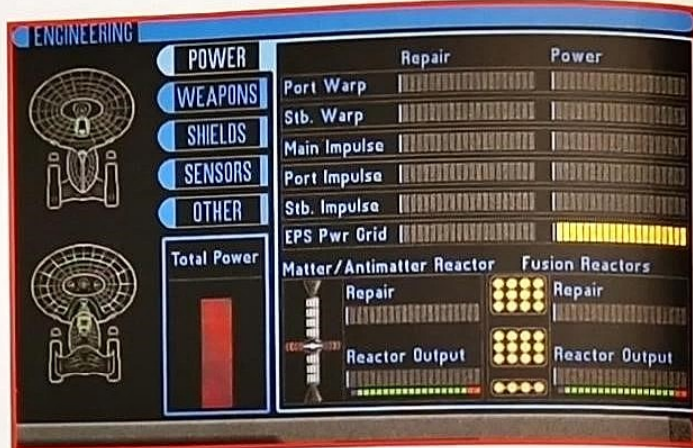 ENGINEERING
POWER
WEAPONS
SHIELDS
SENSORS
OTHER
Total Power
Repair Power
Port Warp
Stb. Warp
Main Impulse
Port Impulse
Stb. Impulse
EPS Pwr Grid
Matter/Antimatter Reactor Fusion Reactors
Repair Repair
Reactor Output Reactor Output